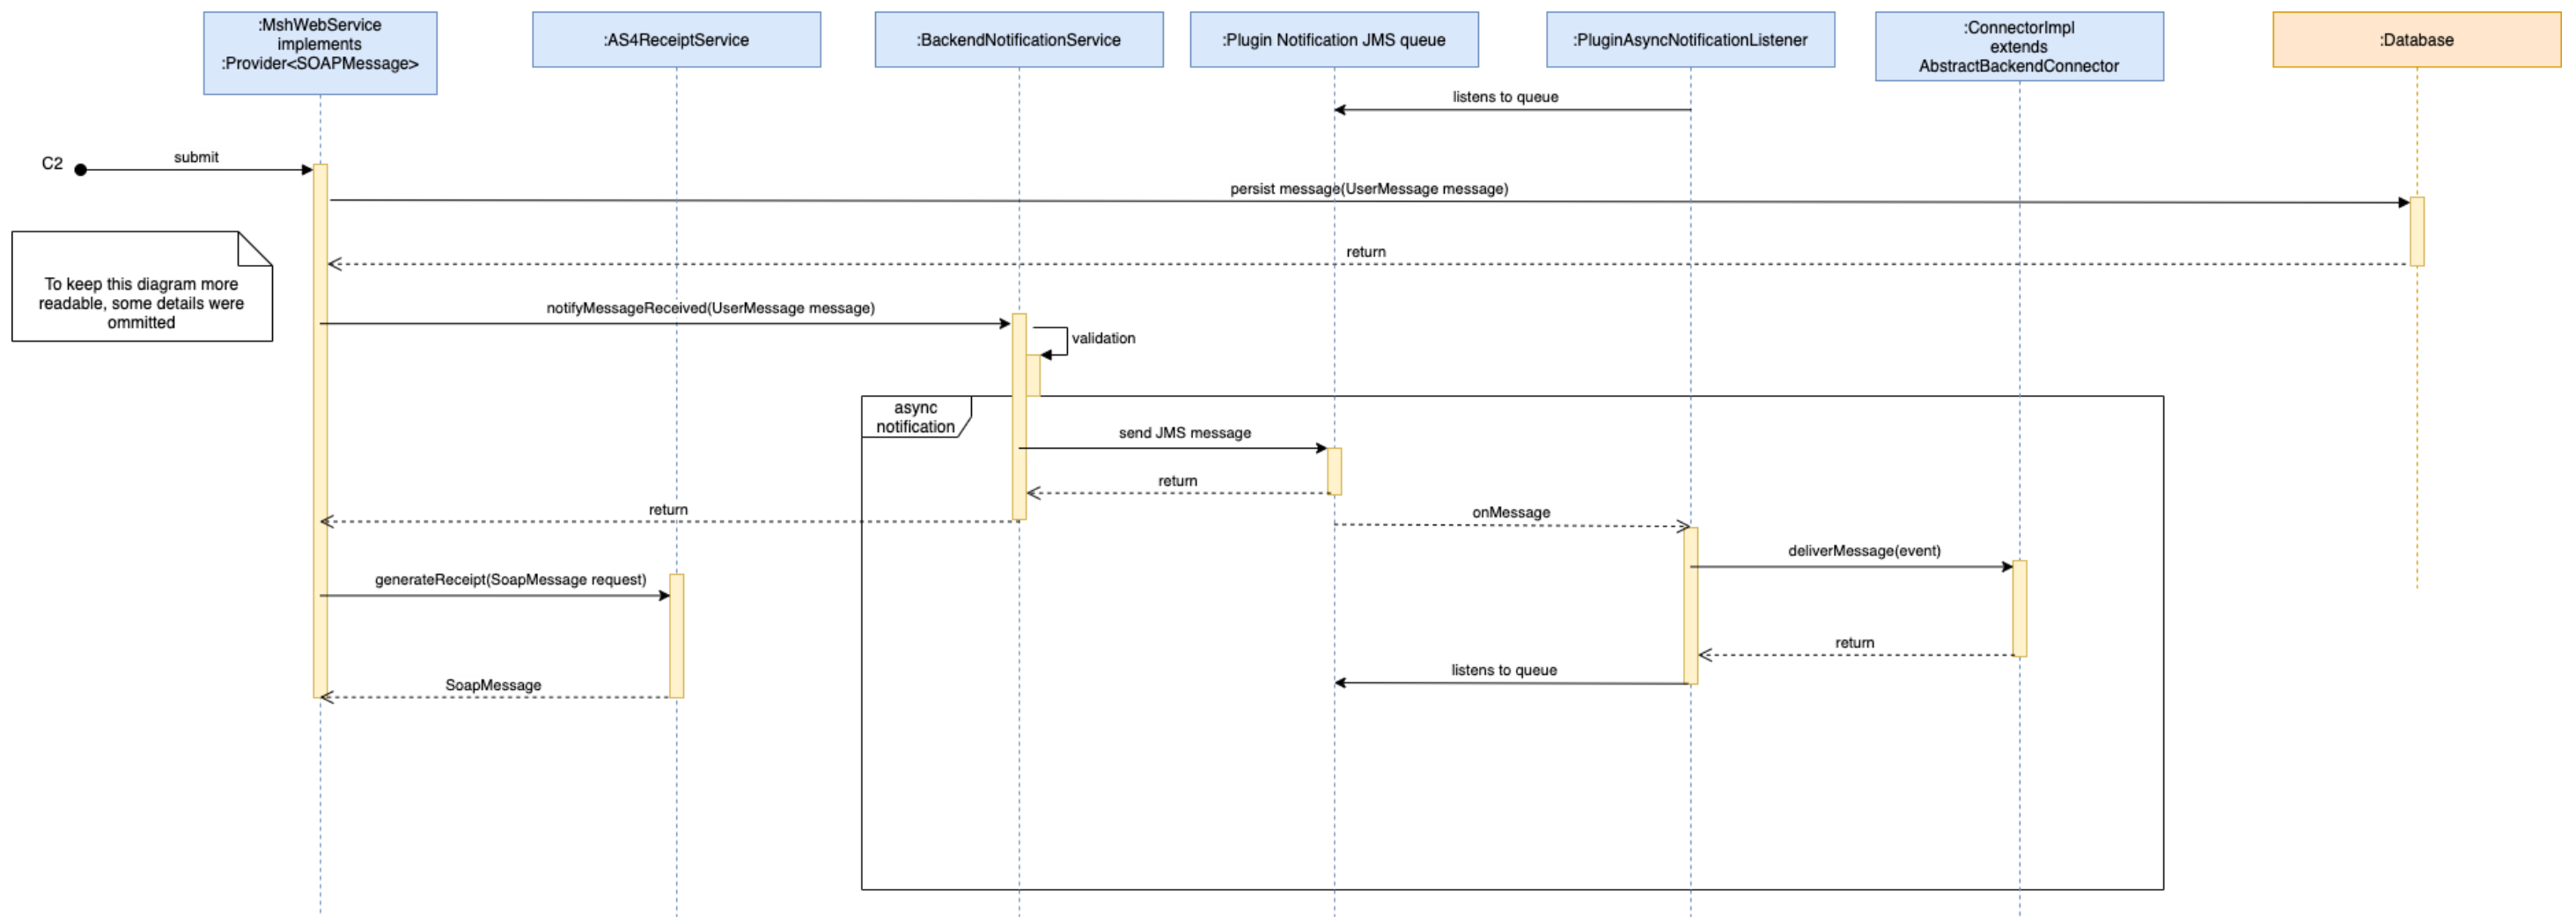 :MshWebService
implements
:Provider<SOAPMessage>
:AS4ReceiptService
:BackendNotificationService
:Plugin Notification JMS queue
:PluginAsyncNotificationListener
:ConnectorImpl
extends
AbstractBackendConnector
:Database
listens to queue
C2
submit
persist message(UserMessage message)
return
To keep this diagram more
readable, some details were
ommitted
notifyMessageReceived(UserMessage message)
validation
async
notification
send JMS message
return
return
onMessage
deliverMessage(event)
generateReceipt(SoapMessage request)
return
listens to queue
SoapMessage